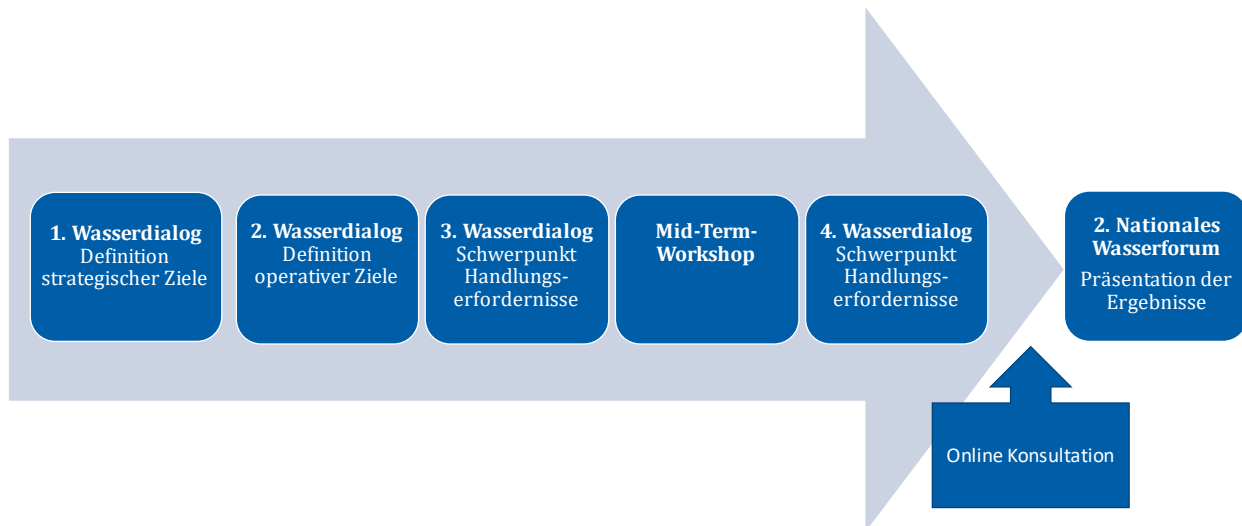 1. Wasserdialog
Definition
strategischer Ziele
2. Wasserdialog
Definition
operativer Ziele
3. Wasserdialog
Schwerpunkt
Handlungs-
erfordernisse
Mid-Term-
Workshop
4. Wasserdialog
Schwerpunkt
Handlungs-
erfordernisse
2. Nationales
Wasserforum
Präsentation der
Ergebnisse
Online Konsultation